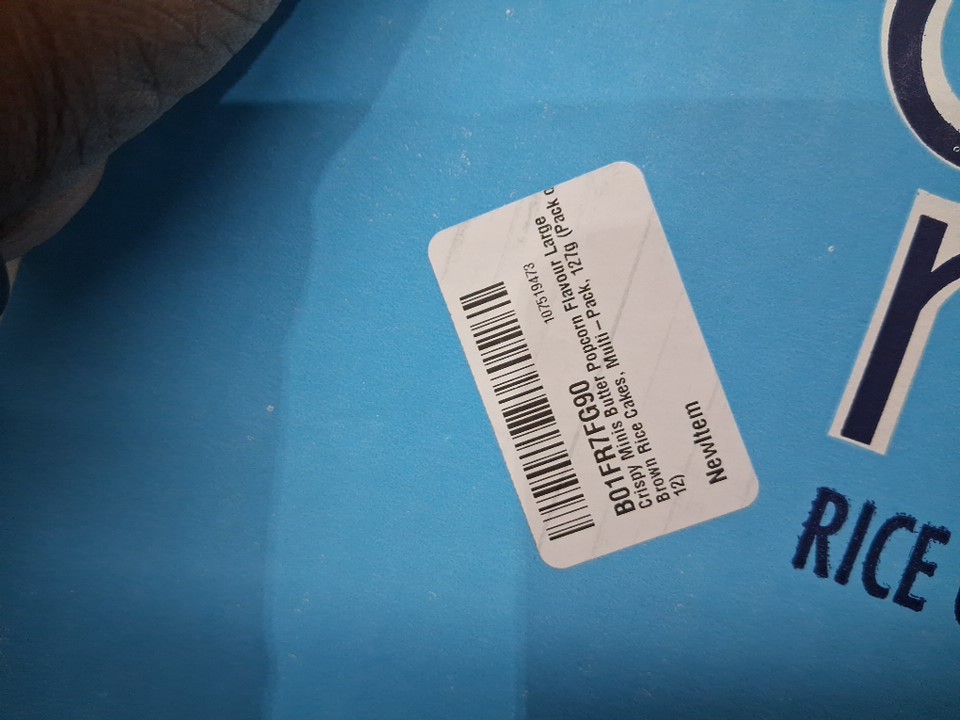 107519473
B01FR7FG90
Crispy Minis Butter Popcorn Flavour Large
Brown Rice Cakes, Multi-Pack, 127g (Pack o
12)
NewItem
RICE